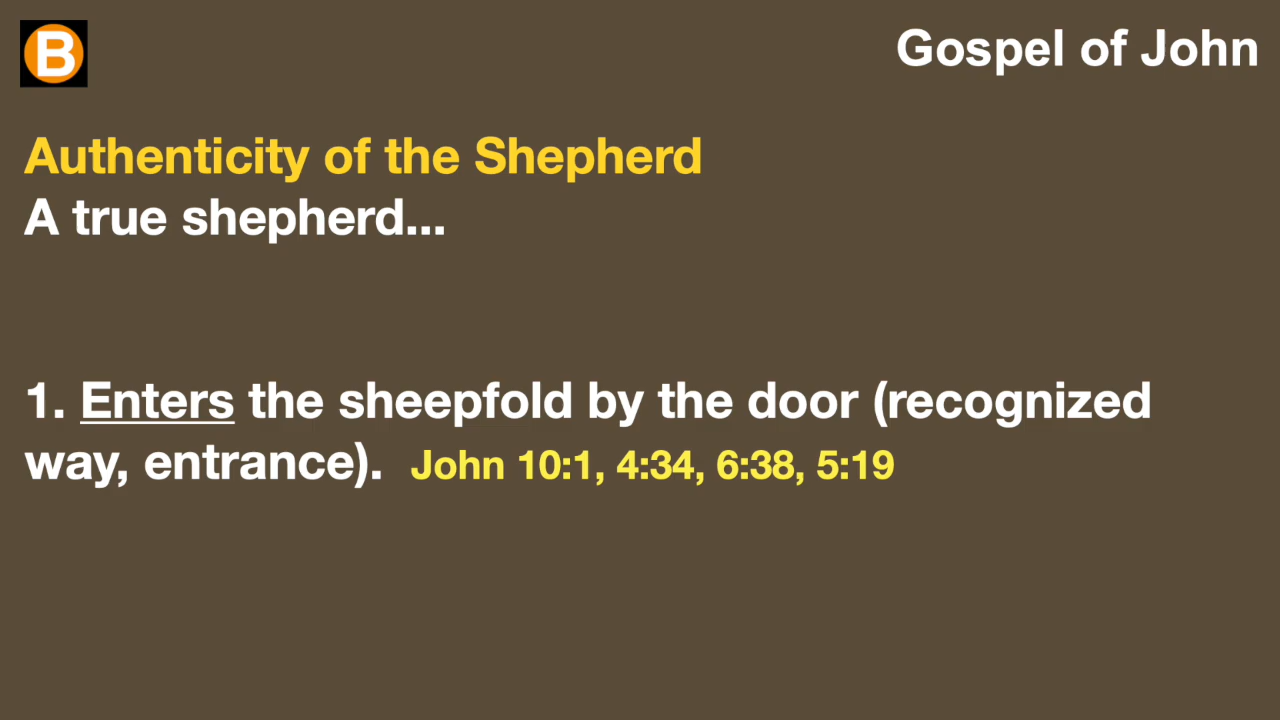 B
Gospel of John
Authenticity of the Shepherd
A true shepherd...
1. Enters the sheepfold by the door (recognized
way, entrance). John 10:1, 4:34, 6:38, 5:19